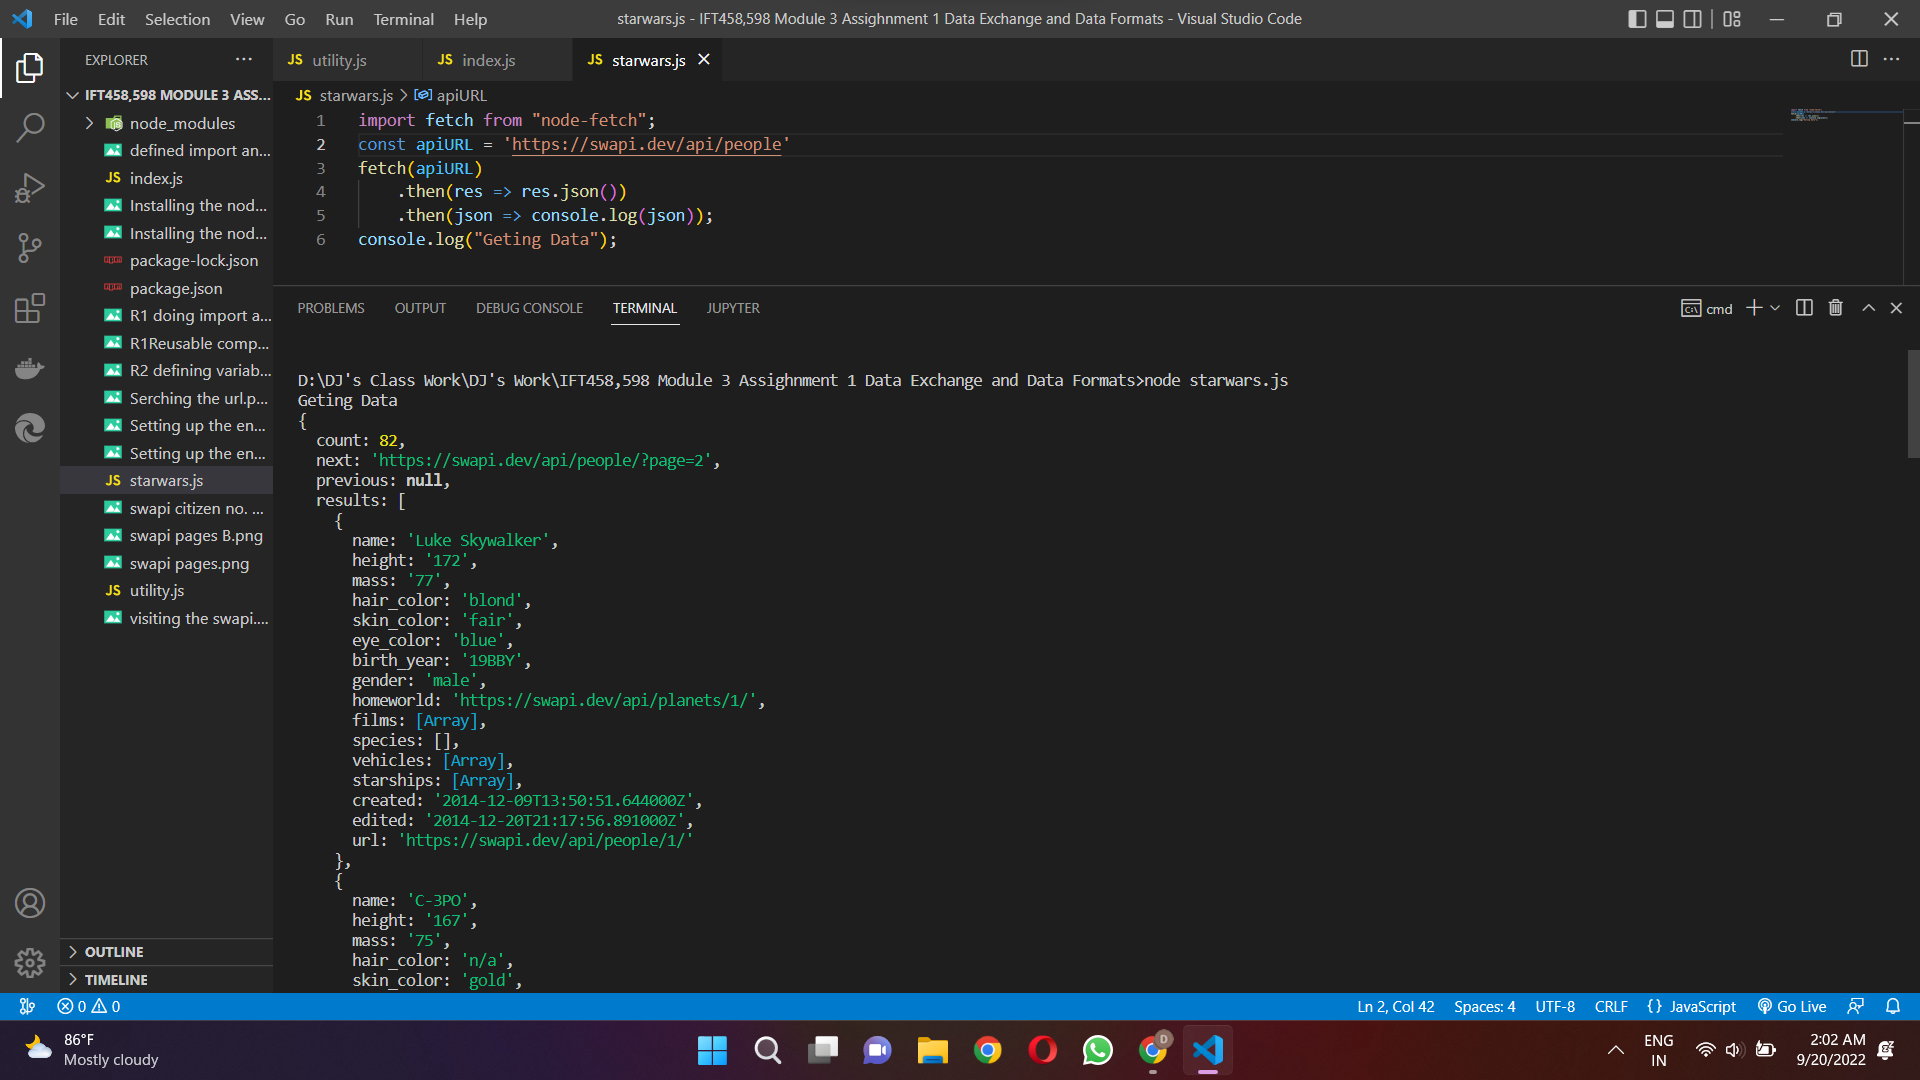 File Edit Selection View Go Run Terminal Help
starwars.js - IFT458,598 Module 3 Assighnment 1 Data Exchange and Data Formats - Visual Studio Code
EXPLORER
IFT458,598 MODULE 3 ASS...
node_modules
defined import an...
JS index.js
Installing the nod...
Installing the nod...
package-lock.json
package.json
R1 doing import a...
R1Reusable comp...
R2 defining variab...
Serching the url.p...
Setting up the en...
Setting up the en...
JS starwars.js
swapi citizen no. ...
swapi pages B.png
swapi pages.png
JS utility.js
visiting the swapi....
OUTLINE
TIMELINE
JS utility.js JS index.js JS starwars.js
JS starwars.js > apiURL
1 import fetch from "node-fetch";
2 const apiURL = 'https://swapi.dev/api/people'
3 fetch(apiURL)
4 .then(res => res.json())
5 .then(json => console.log(json));
6 console.log("Geting Data");
PROBLEMS OUTPUT DEBUG CONSOLE TERMINAL JUPYTER
cmd
D:\DJ's Class Work\DJ's Work\IFT458,598 Module 3 Assighnment 1 Data Exchange and Data Formats>node starwars.js
Geting Data
{
count: 82,
next: 'https://swapi.dev/api/people/?page=2',
previous: null,
results: [
{
name: 'Luke Skywalker',
height: '172',
mass: '77',
hair_color: 'blond',
skin_color: 'fair',
eye_color: 'blue',
birth_year: '19BBY',
gender: 'male',
homeworld: 'https://swapi.dev/api/planets/1/',
films: [Array],
species: [],
vehicles: [Array],
starships: [Array],
created: '2014-12-09T13:50:51.644000Z',
edited: '2014-12-20T21:17:56.891000Z',
url: 'https://swapi.dev/api/people/1/'
},
{
name: 'C-3PO',
height: '167',
mass: '75',
hair_color: 'n/a',
skin_color: 'gold',
0 0
Ln 2, Col 42 Spaces: 4 UTF-8 CRLF {} JavaScript Go Live
86°F
Mostly cloudy
D
ENG
IN
2:02 AM
9/20/2022